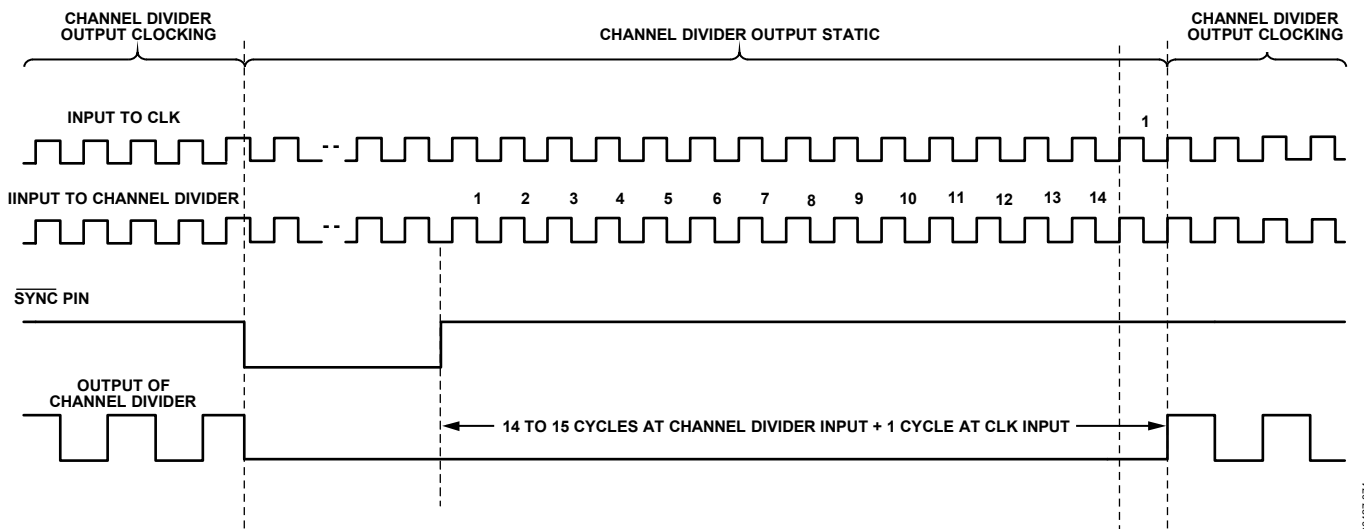 CHANNEL DIVIDER
OUTPUT CLOCKING
CHANNEL DIVIDER OUTPUT STATIC
CHANNEL DIVIDER
OUTPUT CLOCKING
INPUT TO CLK
1
IINPUT TO CHANNEL DIVIDER
1 2 3 4 5 6 7 8 9 10 11 12 13 14
SYNC PIN
OUTPUT OF
CHANNEL DIVIDER
14 TO 15 CYCLES AT CHANNEL DIVIDER INPUT + 1 CYCLE AT CLK INPUT